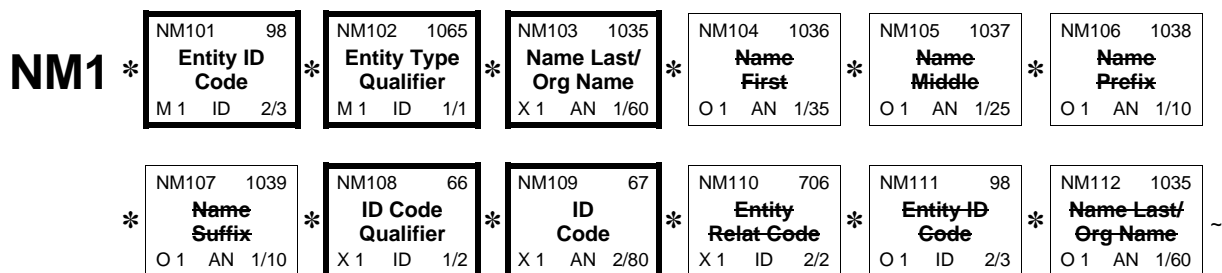 NM1 * NM101 98 * NM102 1065 * NM103 1035 * NM104 1036 * NM105 1037 * NM106 1038
Entity ID Entity Type Name Last/ Name Name Name
Code Qualifier Org Name First Middle Prefix
M 1 ID 2/3 M 1 ID 1/1 X 1 AN 1/60 O 1 AN 1/35 O 1 AN 1/25 O 1 AN 1/10
* NM107 1039 * NM108 66 * NM109 67 * NM110 706 * NM111 98 * NM112 1035 ~
Name ID Code ID Entity Entity ID Name Last/
Suffix Qualifier Code Relat Code Code Org Name
O 1 AN 1/10 X 1 ID 1/2 X 1 AN 2/80 X 1 ID 2/2 O 1 ID 2/3 O 1 AN 1/60